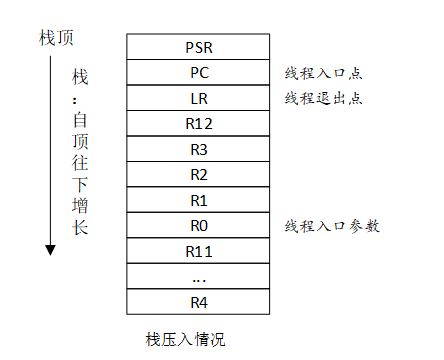 栈顶
栈：自顶往下增长
PSR
PC 线程入口点
LR 线程退出点
R12
R3
R2
R1
R0 线程入口参数
R11
...
R4
栈压入情况